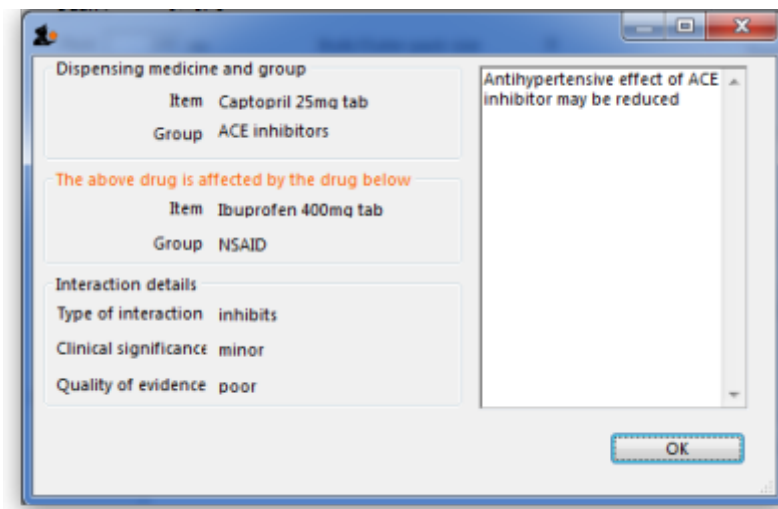 Dispensing medicine and group
Item Captopril 25mg tab
Group ACE inhibitors
The above drug is affected by the drug below
Item Ibuprofen 400mg tab
Group NSAID
Interaction details
Type of interaction inhibits
Clinical significance minor
Quality of evidence poor
Antihypertensive effect of ACE
inhibitor may be reduced
OK